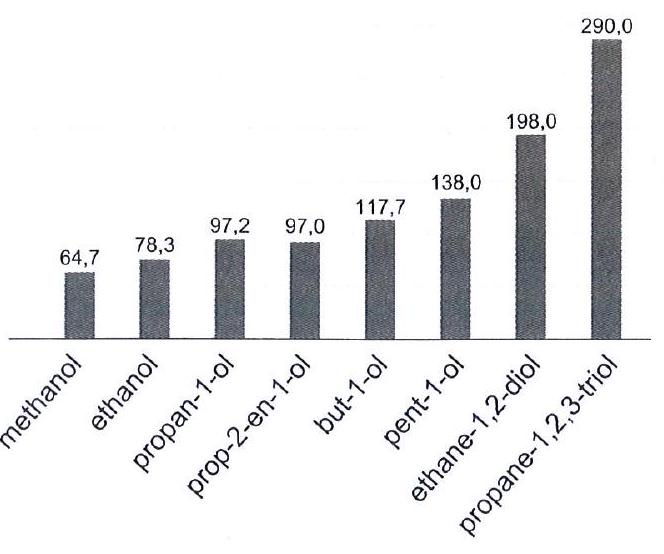 290,0
198,0
138,0
117,7
97,2
97,0
78,3
64,7
methanol
ethanol
propan-1-ol
prop-2-en-1-ol
but-1-ol
pent-1-ol
ethane-1,2-diol
propane-1,2,3-triol